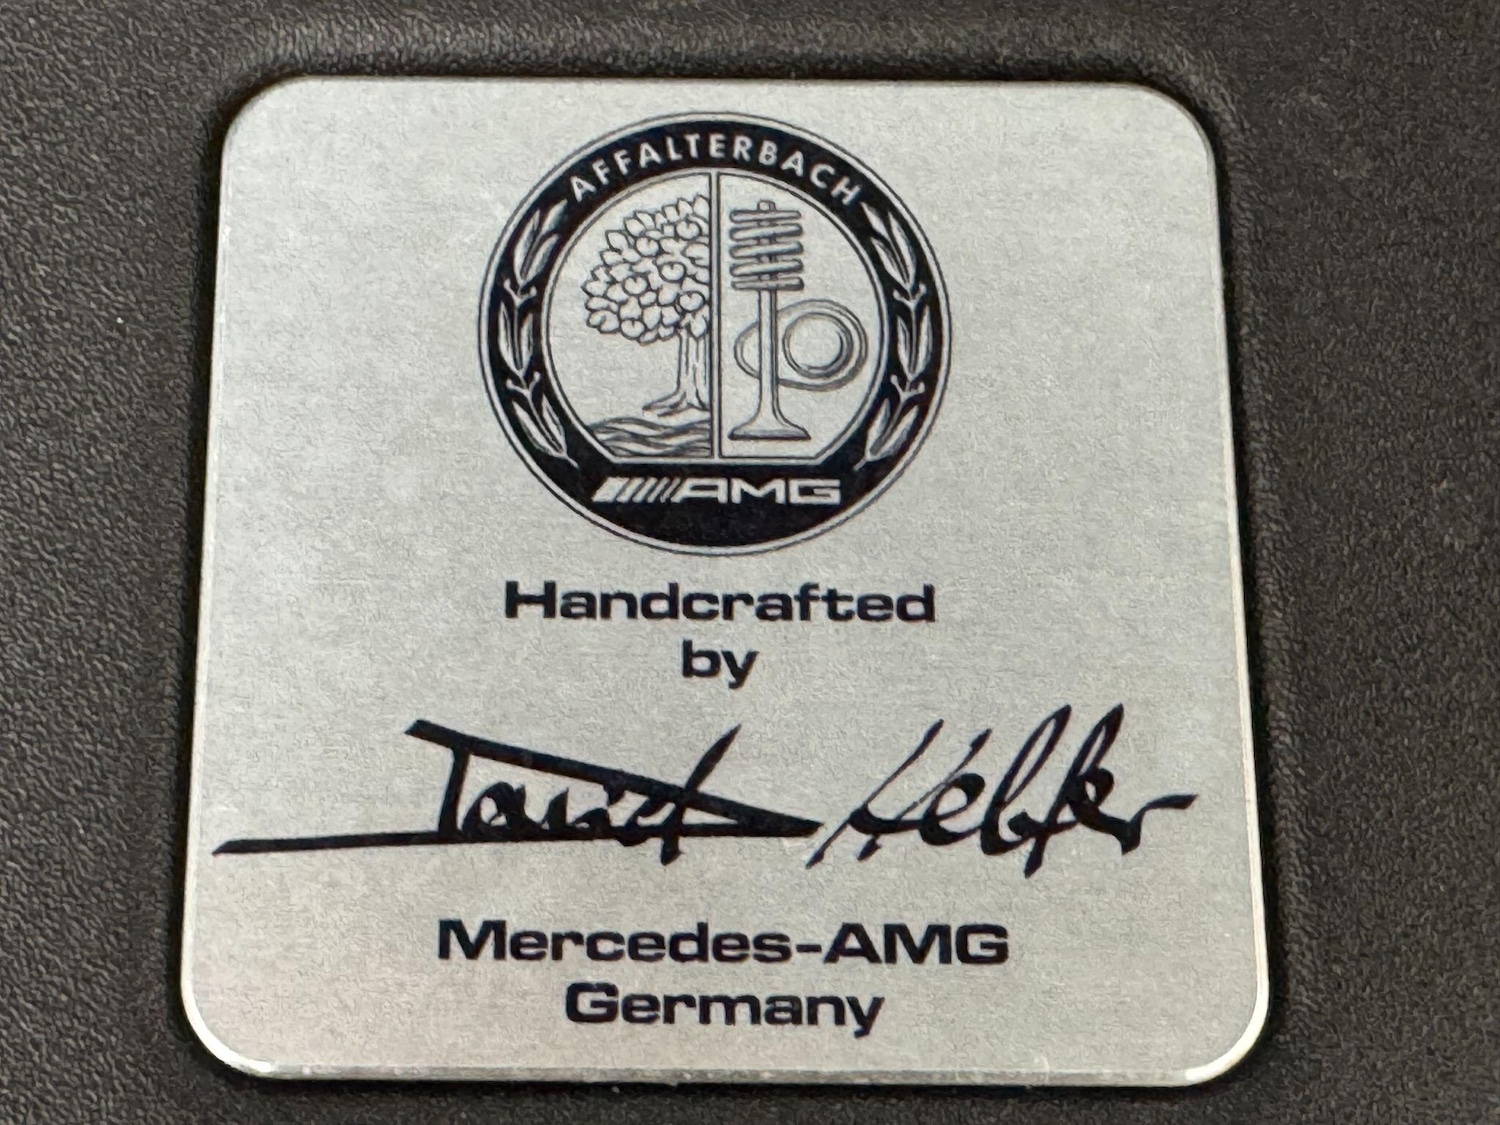 AFFALTERBACH
AMG
Handcrafted
by
Mercedes-AMG
Germany